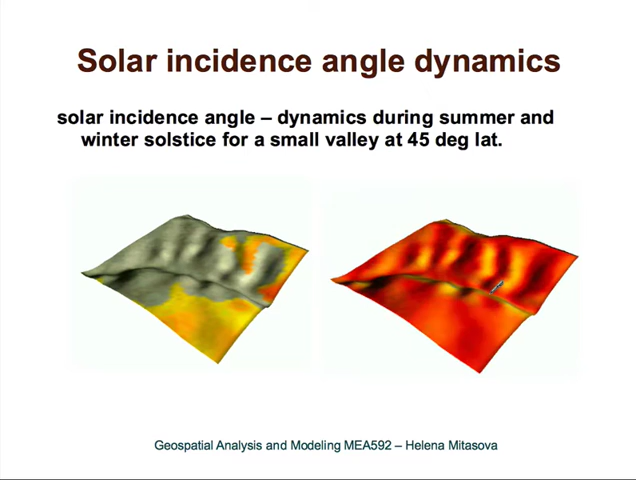 Solar incidence angle dynamics
solar incidence angle – dynamics during summer and
winter solstice for a small valley at 45 deg lat.
Geospatial Analysis and Modeling MEA592 – Helena Mitasova